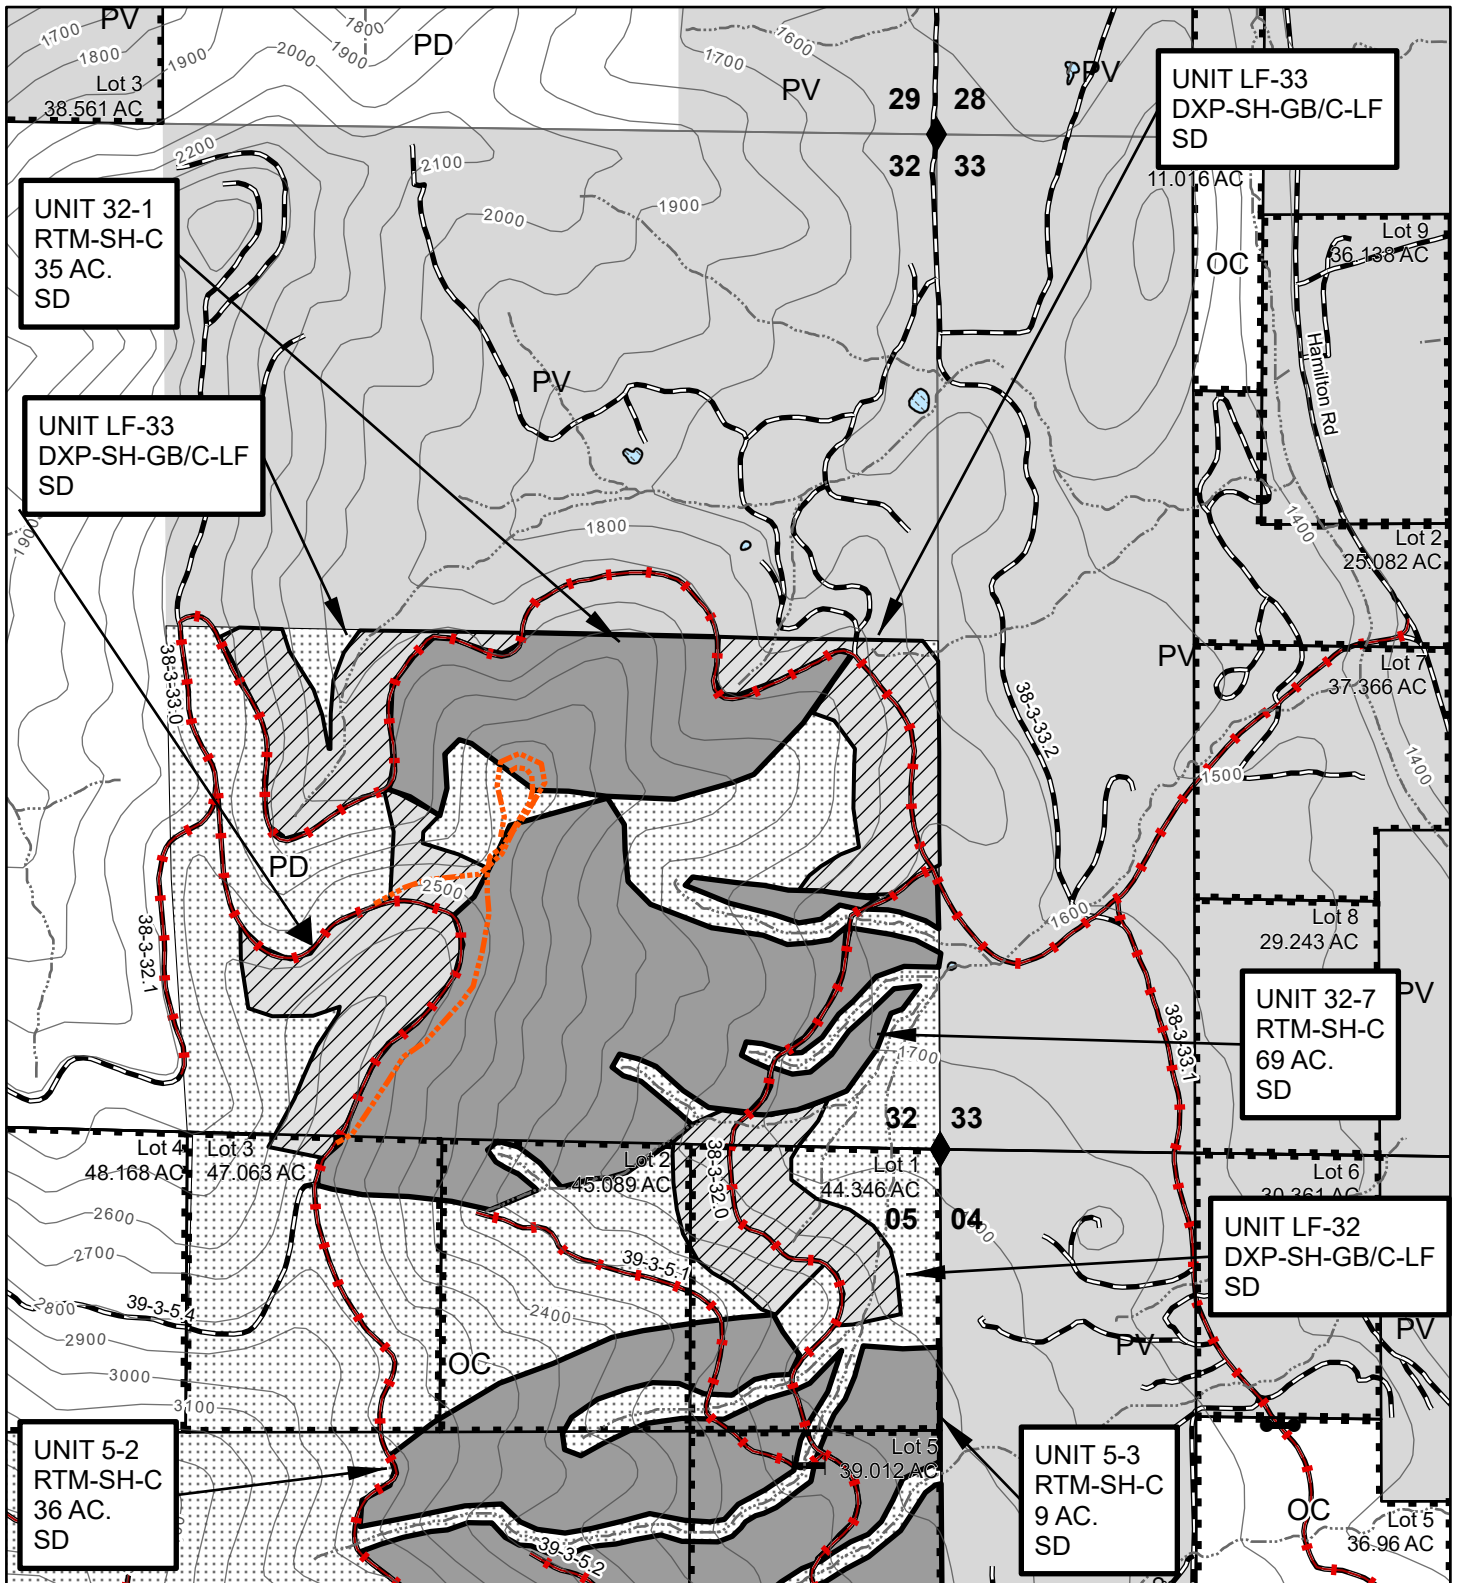 PV
1700
1800
1900
Lot 3
38.561 AC
1800
1900
2000
PD
1700
1600
PV
29 28
32 33
PV
UNIT LF-33
DXP-SH-GB/C-LF
SD
11.016 AC
OC
Lot 9
36.138 AC
Hamilton Rd
2200
2100
2000
1900
UNIT 32-1
RTM-SH-C
35 AC.
SD
PV
UNIT LF-33
DXP-SH-GB/C-LF
SD
1900
1800
1400
Lot 2
25.082 AC
PV
Lot 7
37.366 AC
1400
1500
38-3-33.0
38-3-33.2
PD
2500
1600
38-3-32.1
Lot 8
29.243 AC
PV
38-3-33.1
UNIT 32-7
RTM-SH-C
69 AC.
SD
1700
32 33
Lot 4
48.168 AC
Lot 3
47.063 AC
Lot 2
45.089 AC
38-3-32.0
Lot 1
44.346 AC
05 04
Lot 6
30.361 AC
UNIT LF-32
DXP-SH-GB/C-LF
SD
2600
2700
2800
2900
39-3-5.4
39-3-5.1
2400
3000
3100
OC
PV
PV
UNIT 5-2
RTM-SH-C
36 AC.
SD
Lot 5
39.012 AC
UNIT 5-3
RTM-SH-C
9 AC.
SD
OC
Lot 5
36.96 AC
39-3-5.2